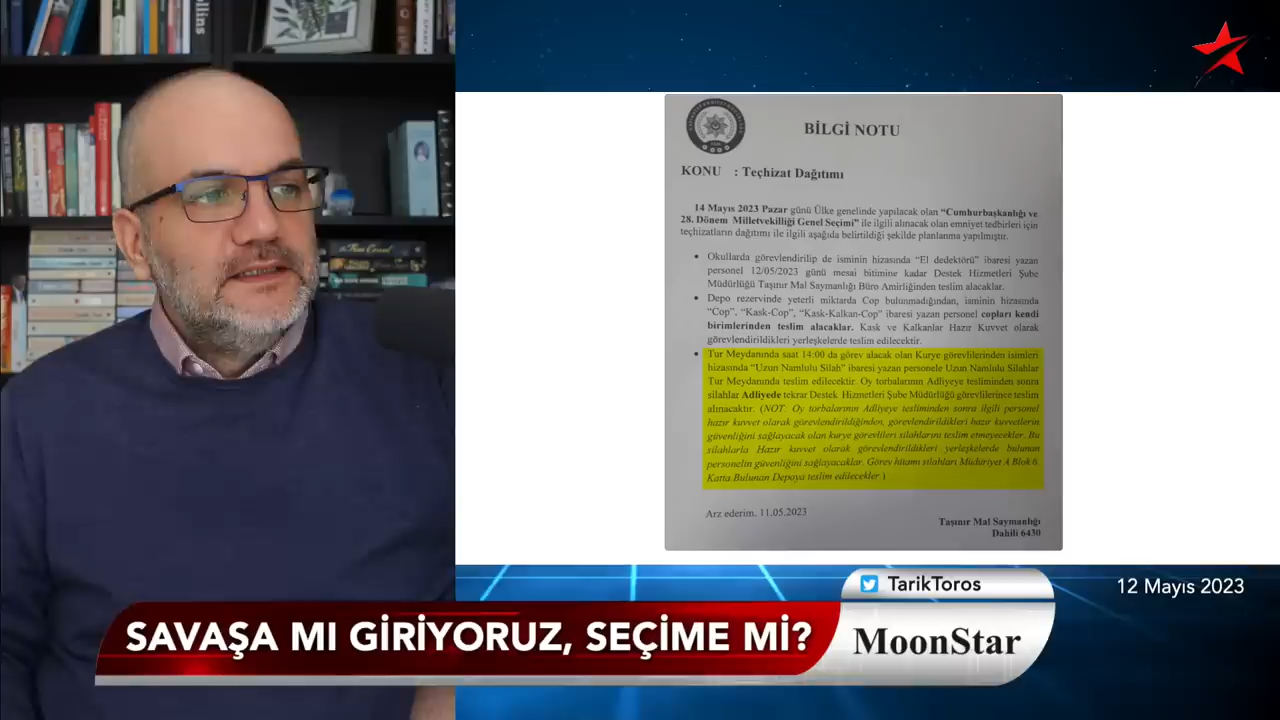 BİLGİ NOTU
KONU : Teçhizat Dağıtımı
14 Mayıs 2023 Pazar günü Ülke genelinde yapılacak olan “Cumhurbaşkanlığı ve
28. Dönem Milletvekilliği Genel Seçimi” ile ilgili alınacak olan emniyet tedbirleri için
teçhizatların dağıtımı ile ilgili aşağıda belirtildiği şekilde planlanma yapılmıştır.
• Okullarda görevlendirilip de isminin hizasında “El dedektörü” ibaresi yazan
personel 12/05/2023 günü mesai bitimine kadar Destek Hizmetleri Şube
Müdürlüğü Taşınır Mal Saymanlığı Büro Amirliğinden teslim alacaklar.
• Depo rezervinde yeterli miktarda Cop bulunmadığından, isminin hizasında
“Cop”, “Kask-Cop”, “Kask-Kalkan-Cop” ibaresi yazan personel copları kendi
birimlerinden teslim alacaklar. Kask ve Kalkanlar Hazır Kuvvet olarak
görevlendirildikleri yerleşkelerde teslim edilecektir.
• Tur Meydanında saat 14:00 da görev alacak olan Kurye görevlilerinden isimleri
hizasında “Uzun Namlulu Silah” ibaresi yazan personele Uzun Namlulu Silahlar
Tur Meydanında teslim edilecektir. Oy torbalarının Adliyeye tesliminden sonra
silahlar Adliyede tekrar Destek Hizmetleri Şube Müdürlüğü görevlilerince teslim
alınacaktır. (NOT: Oy torbalarının Adliyeye tesliminden sonra ilgili personel
hazır kuvvet olarak görevlendirildiğinden, görevlendirildikleri hazır kuvvetlerin
güvenliğini sağlayacak olan kurye görevlileri silahlarını teslim etmeyecekler. Bu
silahlarla Hazır kuvvet olarak görevlendirildikleri yerleşkelerde bulunan
personelin güvenliğini sağlayacaklar. Görev hitamı silahları Müdüriyet A Blok 6.
Katta Bulunan Depoya teslim edilecekler )
Arz ederim. 11.05.2023
Taşınır Mal Saymanlığı
Dahili 6430
TarikToros
12 Mayıs 2023
SAVAŞA MI GİRİYORUZ, SEÇİME Mİ?
MoonStar